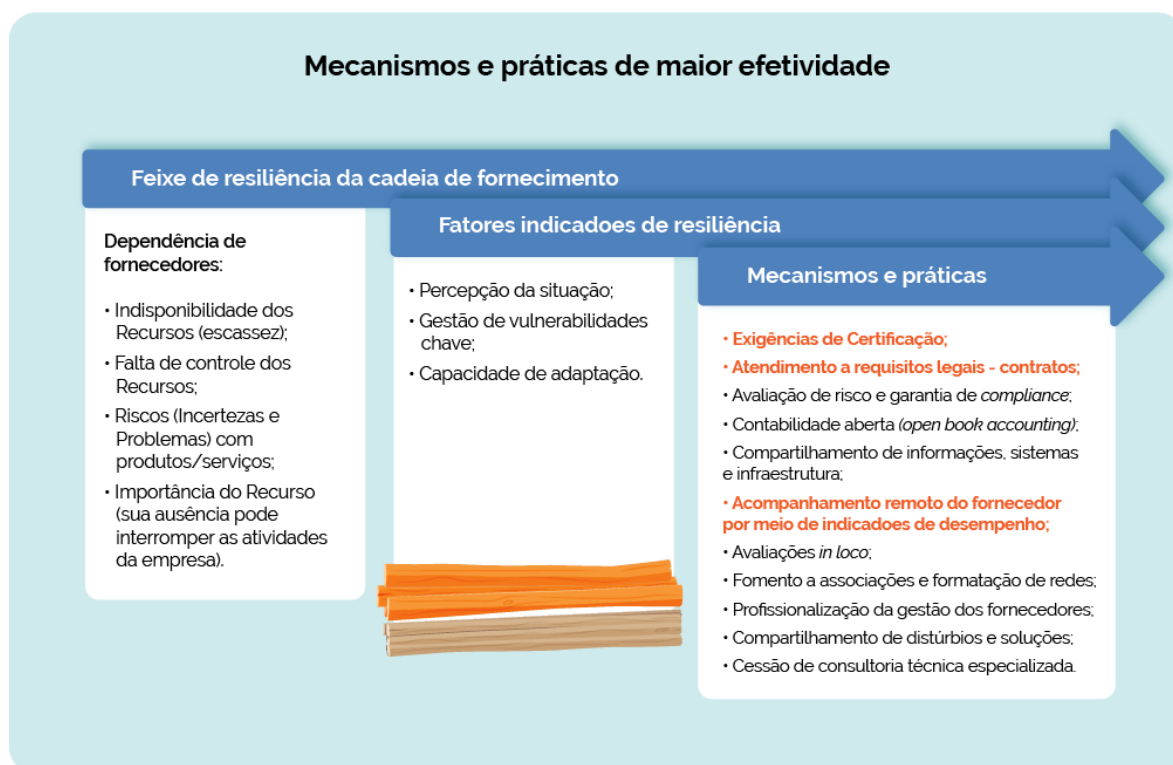 Mecanismos e práticas de maior efetividade
Feixe de resiliência da cadeia de fornecimento
Dependência de
fornecedores:
• Indisponibilidade dos
Recursos (escassez);
• Falta de controle dos
Recursos;
• Riscos (Incertezas e
Problemas) com
produtos/serviços;
• Importância do Recurso
(sua ausência pode
interromper as atividades
da empresa).
Fatores indicadoes de resiliência
• Percepção da situação;
• Gestão de vulnerabilidades
chave;
• Capacidade de adaptação.
Mecanismos e práticas
• Exigências de Certificação;
• Atendimento a requisitos legais - contratos;
• Avaliação de risco e garantia de compliance;
• Contabilidade aberta (open book accounting);
• Compartilhamento de informações, sistemas
e infraestrutura;
• Acompanhamento remoto do fornecedor
por meio de indicadoes de desempenho;
• Avaliações in loco;
• Fomento a associações e formatação de redes;
• Profissionalização da gestão dos fornecedores;
• Compartilhamento de distúrbios e soluções;
• Cessão de consultoria técnica especializada.